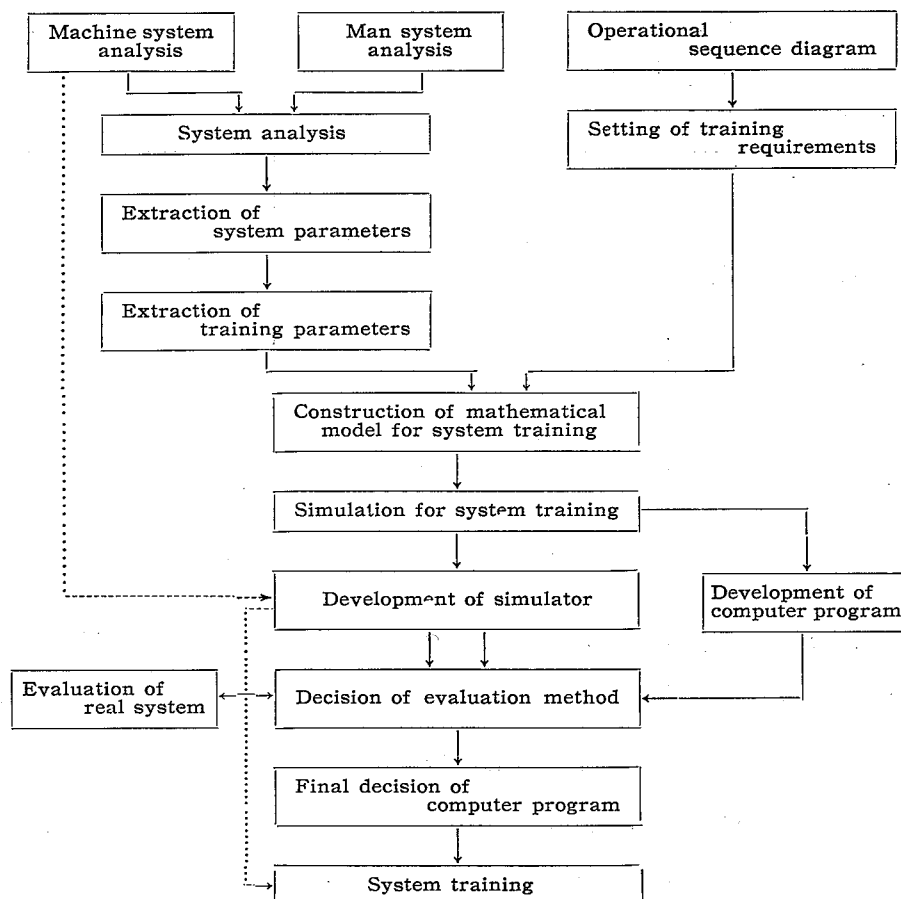 Machine system
analysis
Man system
analysis
Operational
sequence diagram
System analysis
Setting of training
requirements
Extraction of
system parameters
Extraction of
training parameters
Construction of mathematical
model for system training
Simulation for system training
Development of simulator
Development of
computer program
Evaluation of
real system
Decision of evaluation method
Final decision of
computer program
System training